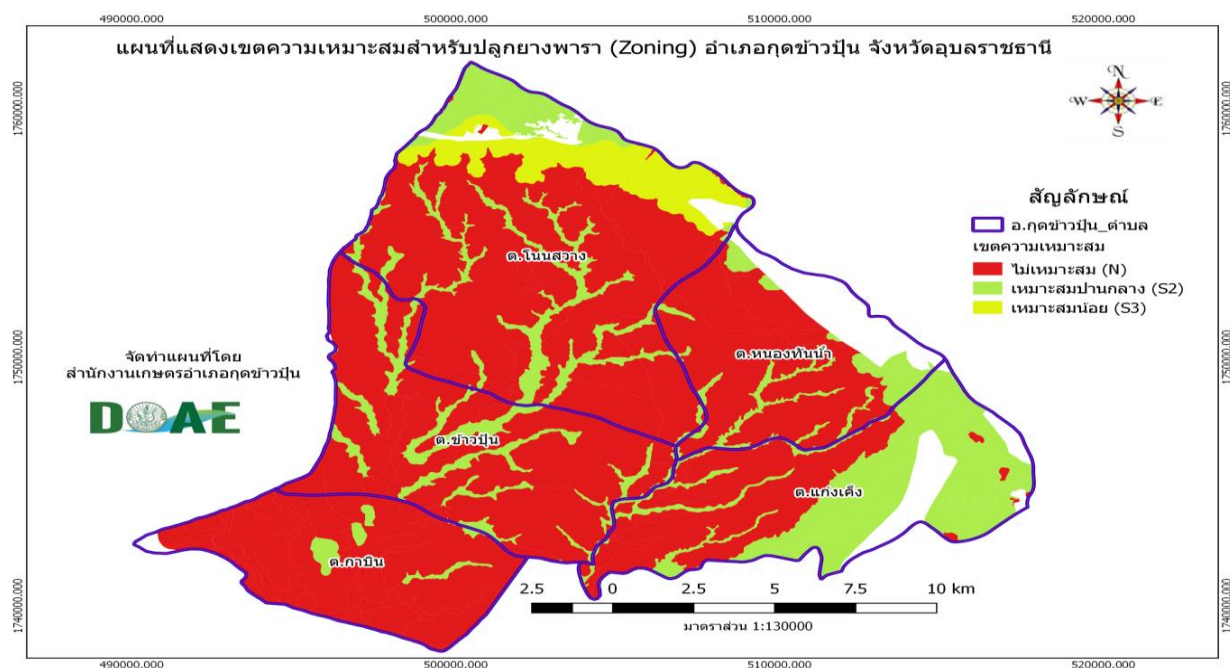 490000.000 500000.000 510000.000 520000.000
แผนที่แสดงเขตความเหมาะสมสำหรับปลูกยางพารา (Zoning) อำเภอกุดข้าวปุ้น จังหวัดอุบลราชธานี
N
W E
S
1760000.000 1760000.000
สัญลักษณ์
อ.กุดข้าวปุ้น_ตำบล
เขตความเหมาะสม
ไม่เหมาะสม (N)
เหมาะสมปานกลาง (S2)
เหมาะสมน้อย (S3)
ต.โนนสวาง
ต.หนองทันน้ำ
1750000.000 1750000.000
จัดทำแผนที่โดย
สำนักงานเกษตรอำเภอกุดข้าวปุ้น
DOAE
ต.ข้าวปุ้น
ต.แก่งเค็ง
ต.กาบิน
2.5 0 2.5 5 7.5 10 km
มาตราส่วน 1:130000
1740000.000 1740000.000
490000.000 500000.000 510000.000 520000.000